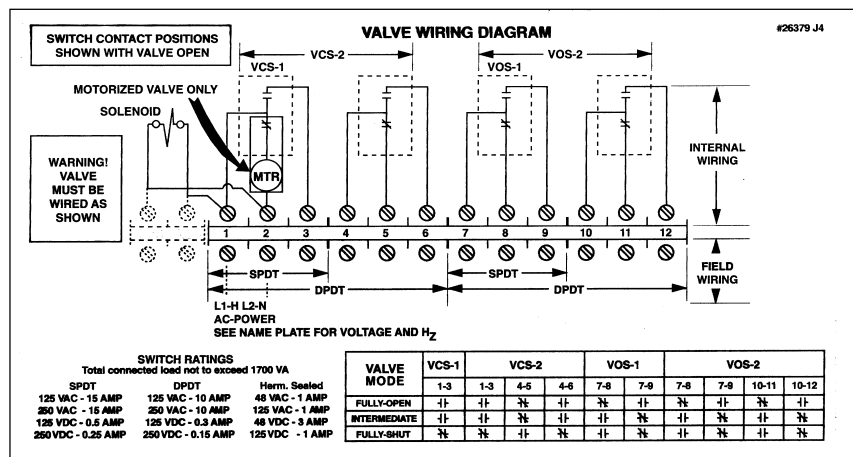 VALVE WIRING DIAGRAM
#26379 J4
SWITCH CONTACT POSITIONS
SHOWN WITH VALVE OPEN
VCS-2
VCS-1
VOS-2
VOS-1
MOTORIZED VALVE ONLY
SOLENOID
MTR
WARNING!
VALVE
MUST BE
WIRED AS
SHOWN
INTERNAL
WIRING
1 2 3 4 5 6 7 8 9 10 11 12
SPDT
SPDT
DPDT
DPDT
FIELD
WIRING
L1-H L2-N
AC-POWER
SEE NAME PLATE FOR VOLTAGE AND HZ
SWITCH RATINGS
Total connected load not to exceed 1700 VA
SPDT DPDT Herm. Sealed
125 VAC - 15 AMP 125 VAC - 10 AMP 48 VAC - 1 AMP
250 VAC - 15 AMP 250 VAC - 10 AMP 125 VAC - 1 AMP
125 VDC - 0.5 AMP 125 VDC - 0.3 AMP 48 VDC - 3 AMP
250 VDC - 0.25 AMP 250 VDC - 0.15 AMP 125 VDC - 1 AMP
VALVE MODE VCS-1 VCS-2 VOS-1 VOS-2
1-3 1-3 4-5 4-6 7-8 7-9 7-8 7-9 10-11 10-12
FULLY-OPEN
INTERMEDIATE
FULLY-SHUT